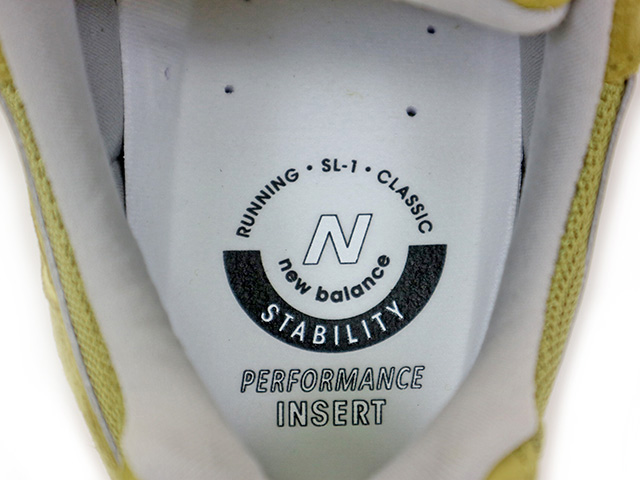 RUNNING • SL-1 • CLASSIC
N
new balance
STABILITY
PERFORMANCE
INSERT